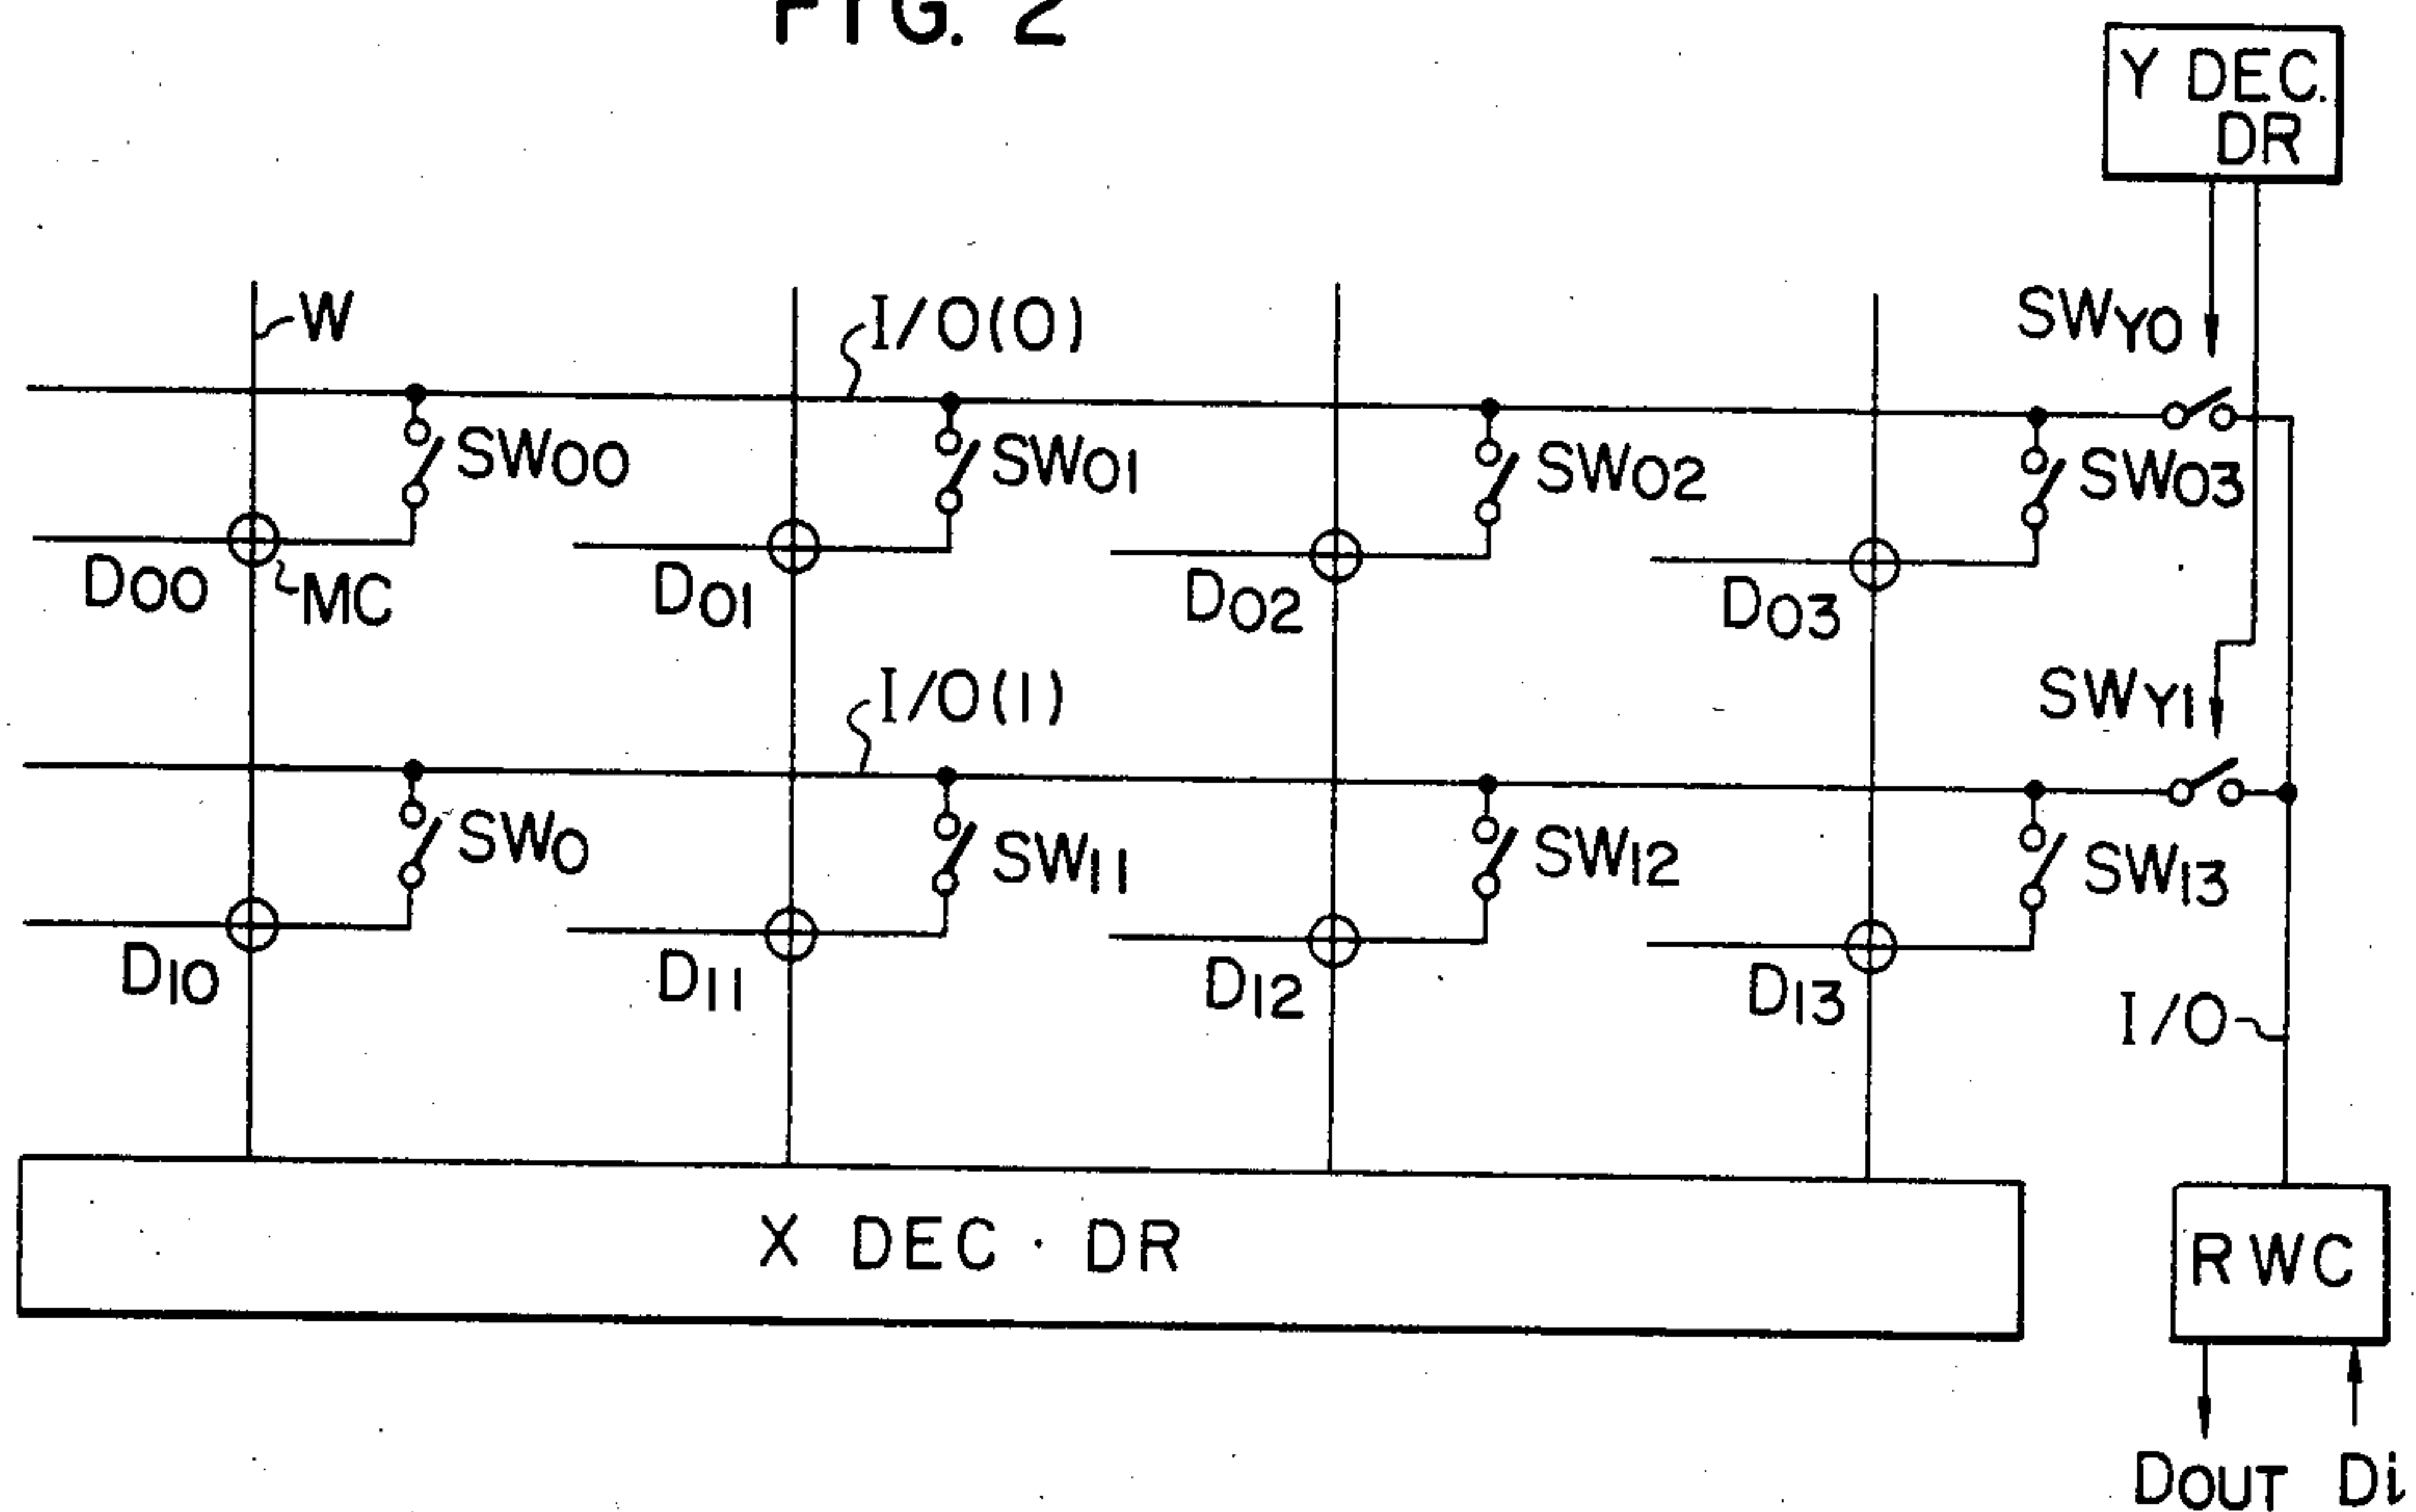 FIG. 2
Y DEC.
DR
W
I/O(0)
SWY0
SW00
SW01
SW02
SW03
D00
MC
D01
D02
D03
I/O(1)
SWY1
SW0
SW11
SW12
SW13
D10
D11
D12
D13
I/O
X DEC · DR
RWC
DOUT
Di